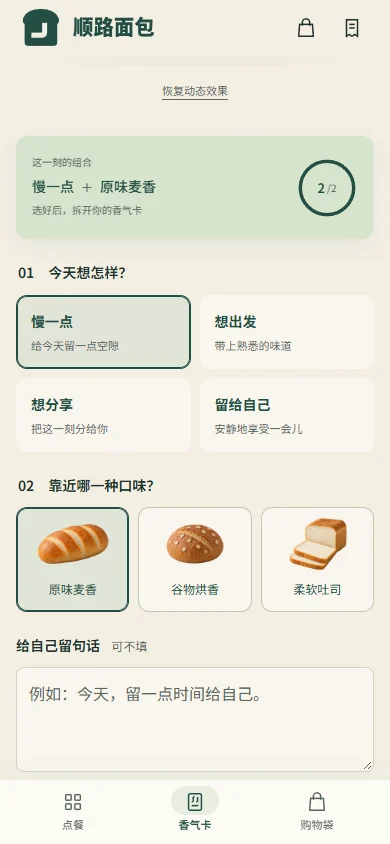 顺路面包
恢复动态效果
这一刻的组合
慢一点 + 原味麦香
选好后，拆开你的香气卡
2/2
01 今天想怎样？
慢一点
给今天留一点空隙
想出发
带上熟悉的味道
想分享
把这一刻分给你
留给自己
安静地享受一会儿
02 靠近哪一种口味？
原味麦香
谷物烘香
柔软吐司
给自己留句话 可不填
例如：今天，留一点时间给自己。
点餐
香气卡
购物袋